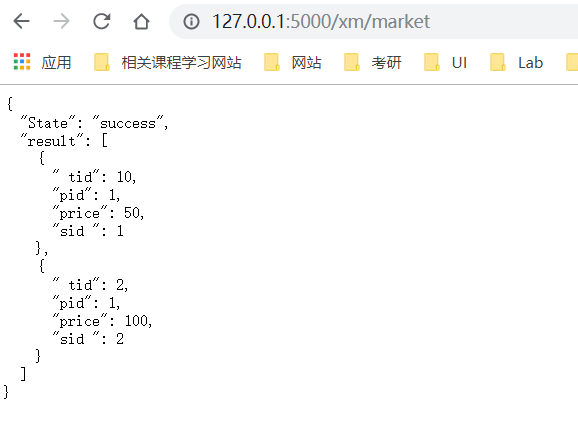 127.0.0.1:5000/xm/market
应用 相关课程学习网站 网站 考研 UI Lab
{
  "State": "success",
  "result": [
    {
      " tid": 10,
      "pid": 1,
      "price": 50,
      "sid ": 1
    },
    {
      " tid": 2,
      "pid": 1,
      "price": 100,
      "sid ": 2
    }
  ]
}